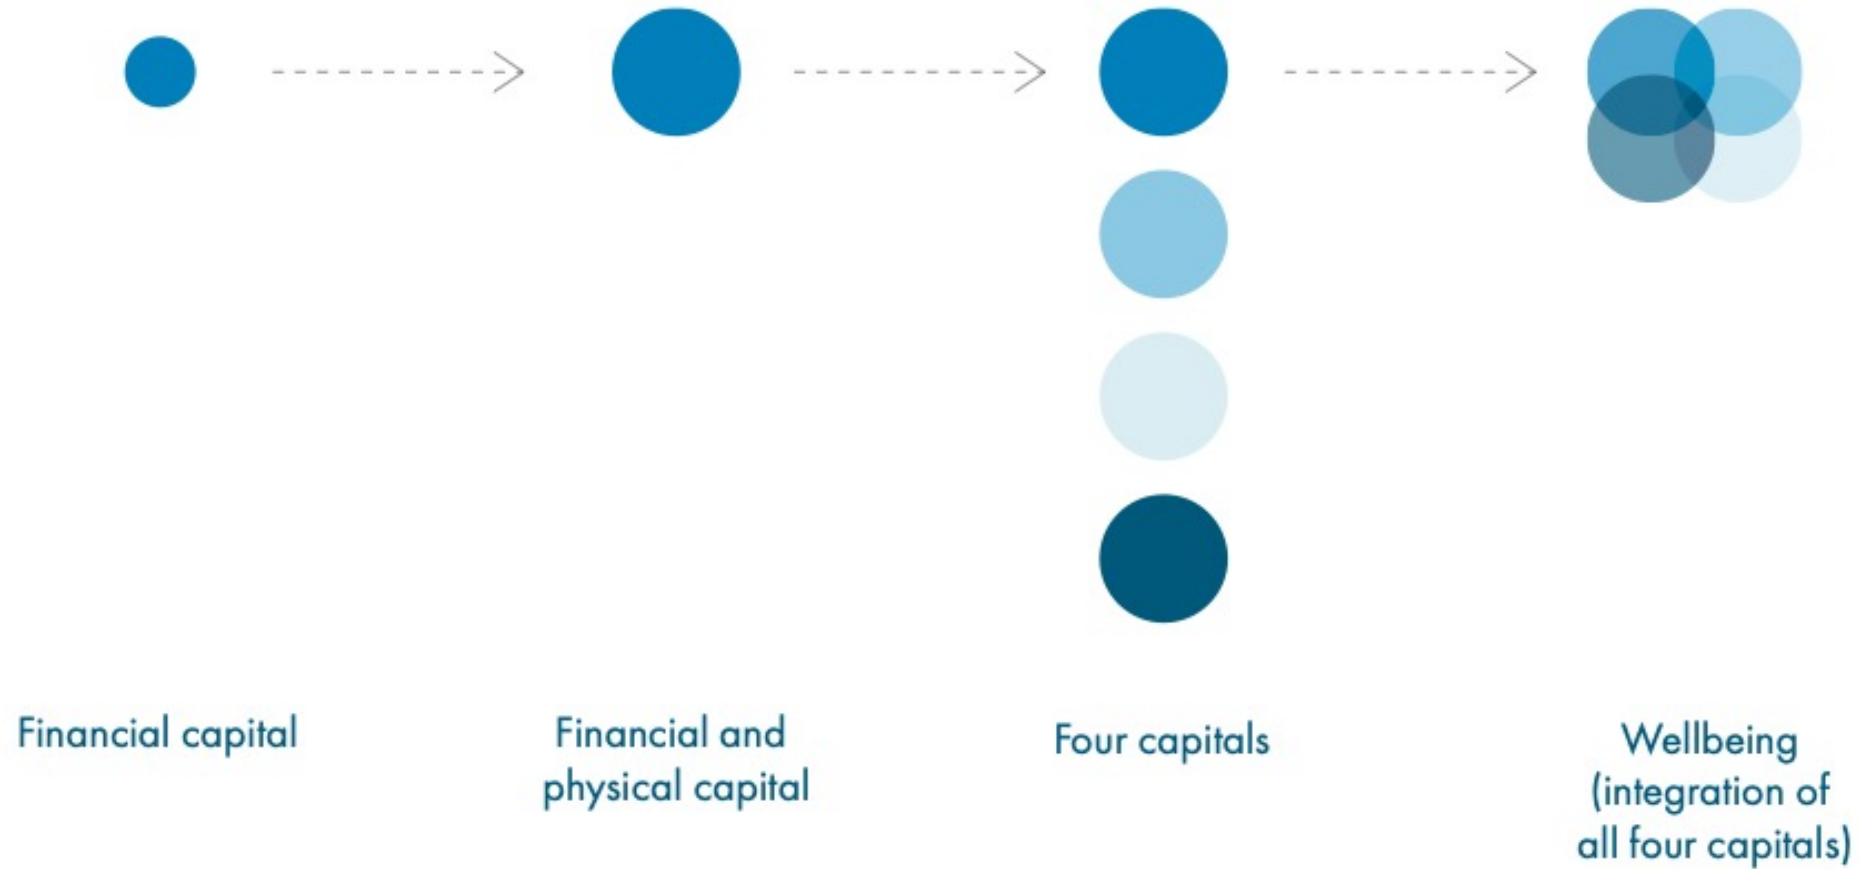 Financial capital
Financial and
physical capital
Four capitals
Wellbeing
(integration of
all four capitals)